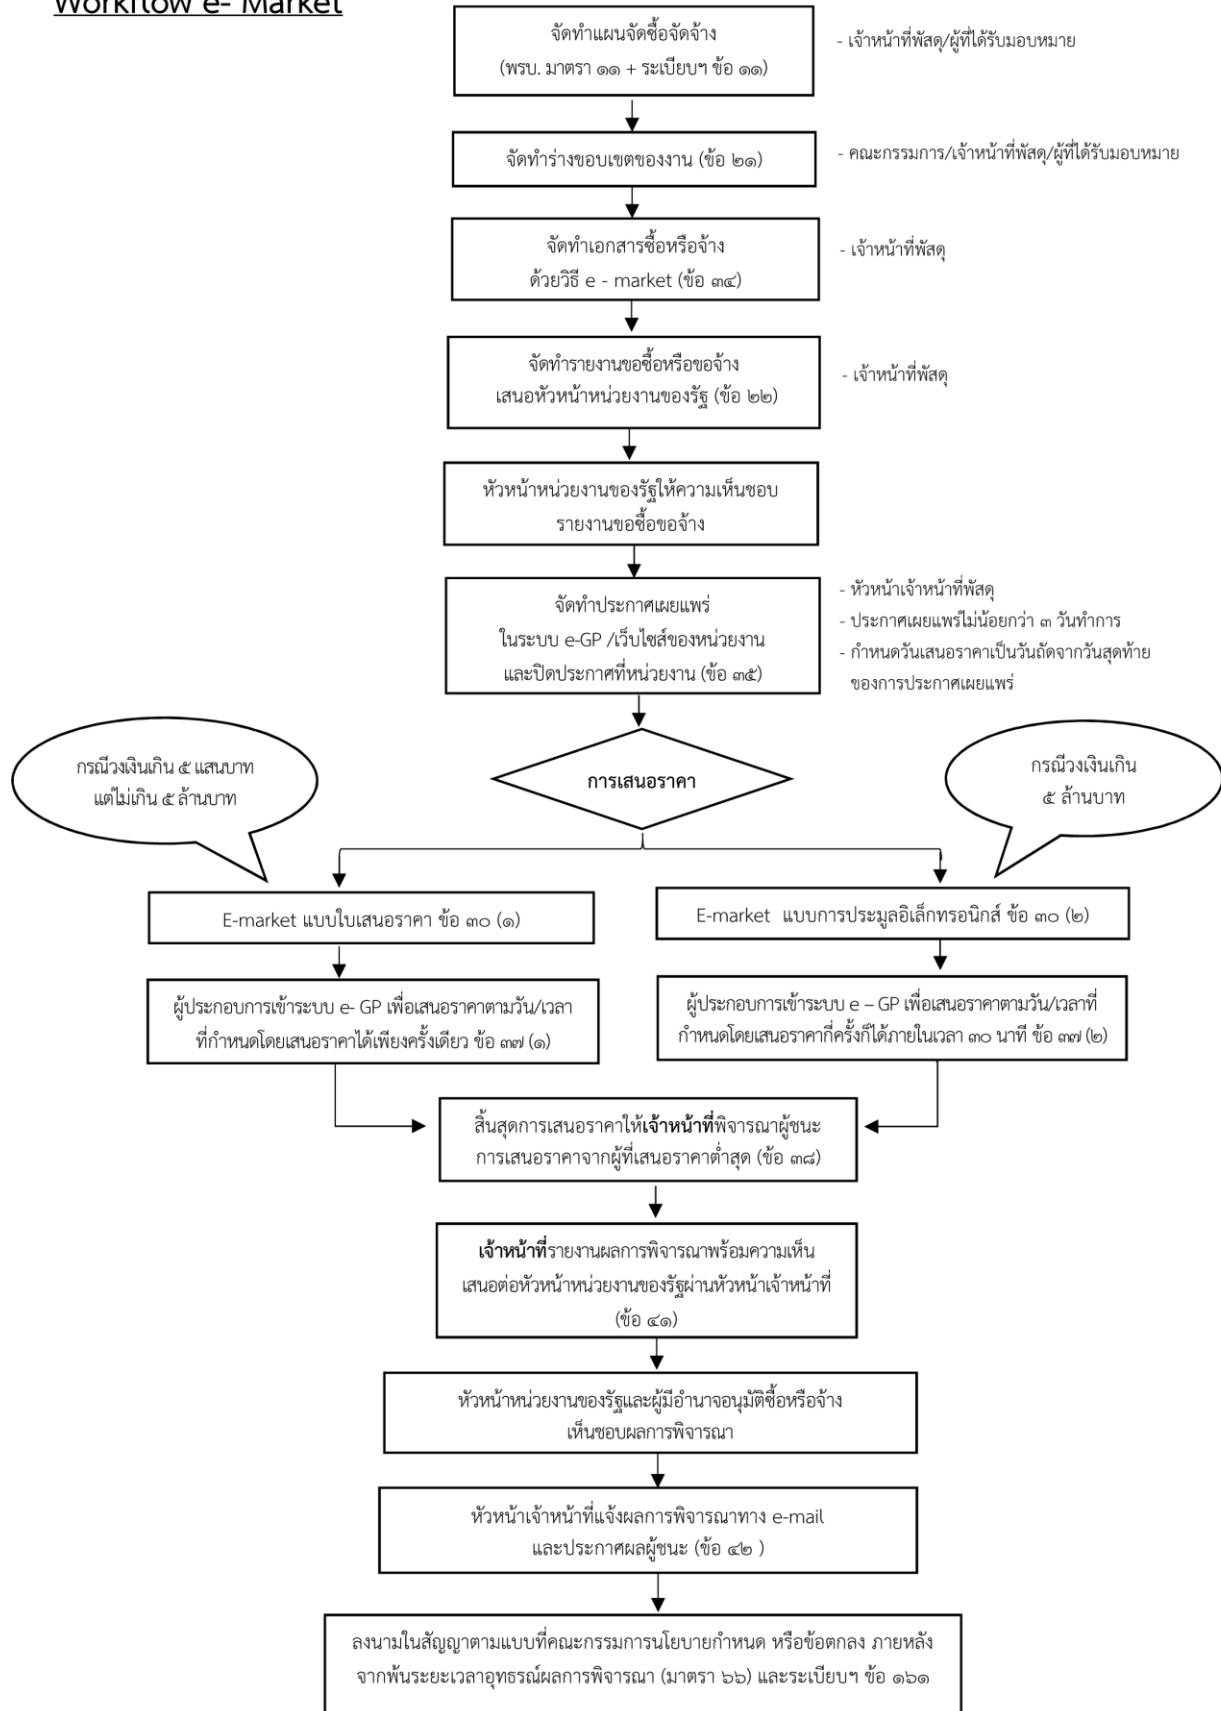 Workflow e- Market
จัดทำแผนจัดซื้อจัดจ้าง
(พรบ. มาตรา ๑๑ + ระเบียบฯ ข้อ ๑๑)
- เจ้าหน้าที่พัสดุ/ผู้ที่ได้รับมอบหมาย
จัดทำร่างขอบเขตของงาน (ข้อ ๒๑)
- คณะกรรมการ/เจ้าหน้าที่พัสดุ/ผู้ที่ได้รับมอบหมาย
จัดทำเอกสารซื้อหรือจ้าง
ด้วยวิธี e - market (ข้อ ๓๔)
- เจ้าหน้าที่พัสดุ
จัดทำรายงานขอซื้อหรือขอจ้าง
เสนอหัวหน้าหน่วยงานของรัฐ (ข้อ ๒๒)
- เจ้าหน้าที่พัสดุ
หัวหน้าหน่วยงานของรัฐให้ความเห็นชอบ
รายงานขอซื้อขอจ้าง
จัดทำประกาศเผยแพร่
ในระบบ e-GP /เว็บไซส์ของหน่วยงาน
และปิดประกาศที่หน่วยงาน (ข้อ ๓๕)
- หัวหน้าเจ้าหน้าที่พัสดุ
- ประกาศเผยแพร่ไม่น้อยกว่า ๓ วันทำการ
- กำหนดวันเสนอราคาเป็นวันถัดจากวันสุดท้าย
ของการประกาศเผยแพร่
กรณีวงเงินเกิน ๕ แสนบาท
แต่ไม่เกิน ๕ ล้านบาท
การเสนอราคา
กรณีวงเงินเกิน
๕ ล้านบาท
E-market แบบใบเสนอราคา ข้อ ๓๐ (๑)
E-market แบบการประมูลอิเล็กทรอนิกส์ ข้อ ๓๐ (๒)
ผู้ประกอบการเข้าระบบ e- GP เพื่อเสนอราคาตามวัน/เวลา
ที่กำหนดโดยเสนอราคาได้เพียงครั้งเดียว ข้อ ๓๗ (๑)
ผู้ประกอบการเข้าระบบ e – GP เพื่อเสนอราคาตามวัน/เวลาที่
กำหนดโดยเสนอราคากี่ครั้งก็ได้ภายในเวลา ๓๐ นาที ข้อ ๓๗ (๒)
สิ้นสุดการเสนอราคาให้เจ้าหน้าที่พิจารณาผู้ชนะ
การเสนอราคาจากผู้ที่เสนอราคาต่ำสุด (ข้อ ๓๘)
เจ้าหน้าที่รายงานผลการพิจารณาพร้อมความเห็น
เสนอต่อหัวหน้าหน่วยงานของรัฐผ่านหัวหน้าเจ้าหน้าที่
(ข้อ ๔๑)
หัวหน้าหน่วยงานของรัฐและผู้มีอำนาจอนุมัติซื้อหรือจ้าง
เห็นชอบผลการพิจารณา
หัวหน้าเจ้าหน้าที่แจ้งผลการพิจารณาทาง e-mail
และประกาศผลผู้ชนะ (ข้อ ๔๒ )
ลงนามในสัญญาตามแบบที่คณะกรรมการนโยบายกำหนด หรือข้อตกลง ภายหลัง
จากพ้นระยะเวลาอุทธรณ์ผลการพิจารณา (มาตรา ๖๖) และระเบียบฯ ข้อ ๑๖๑